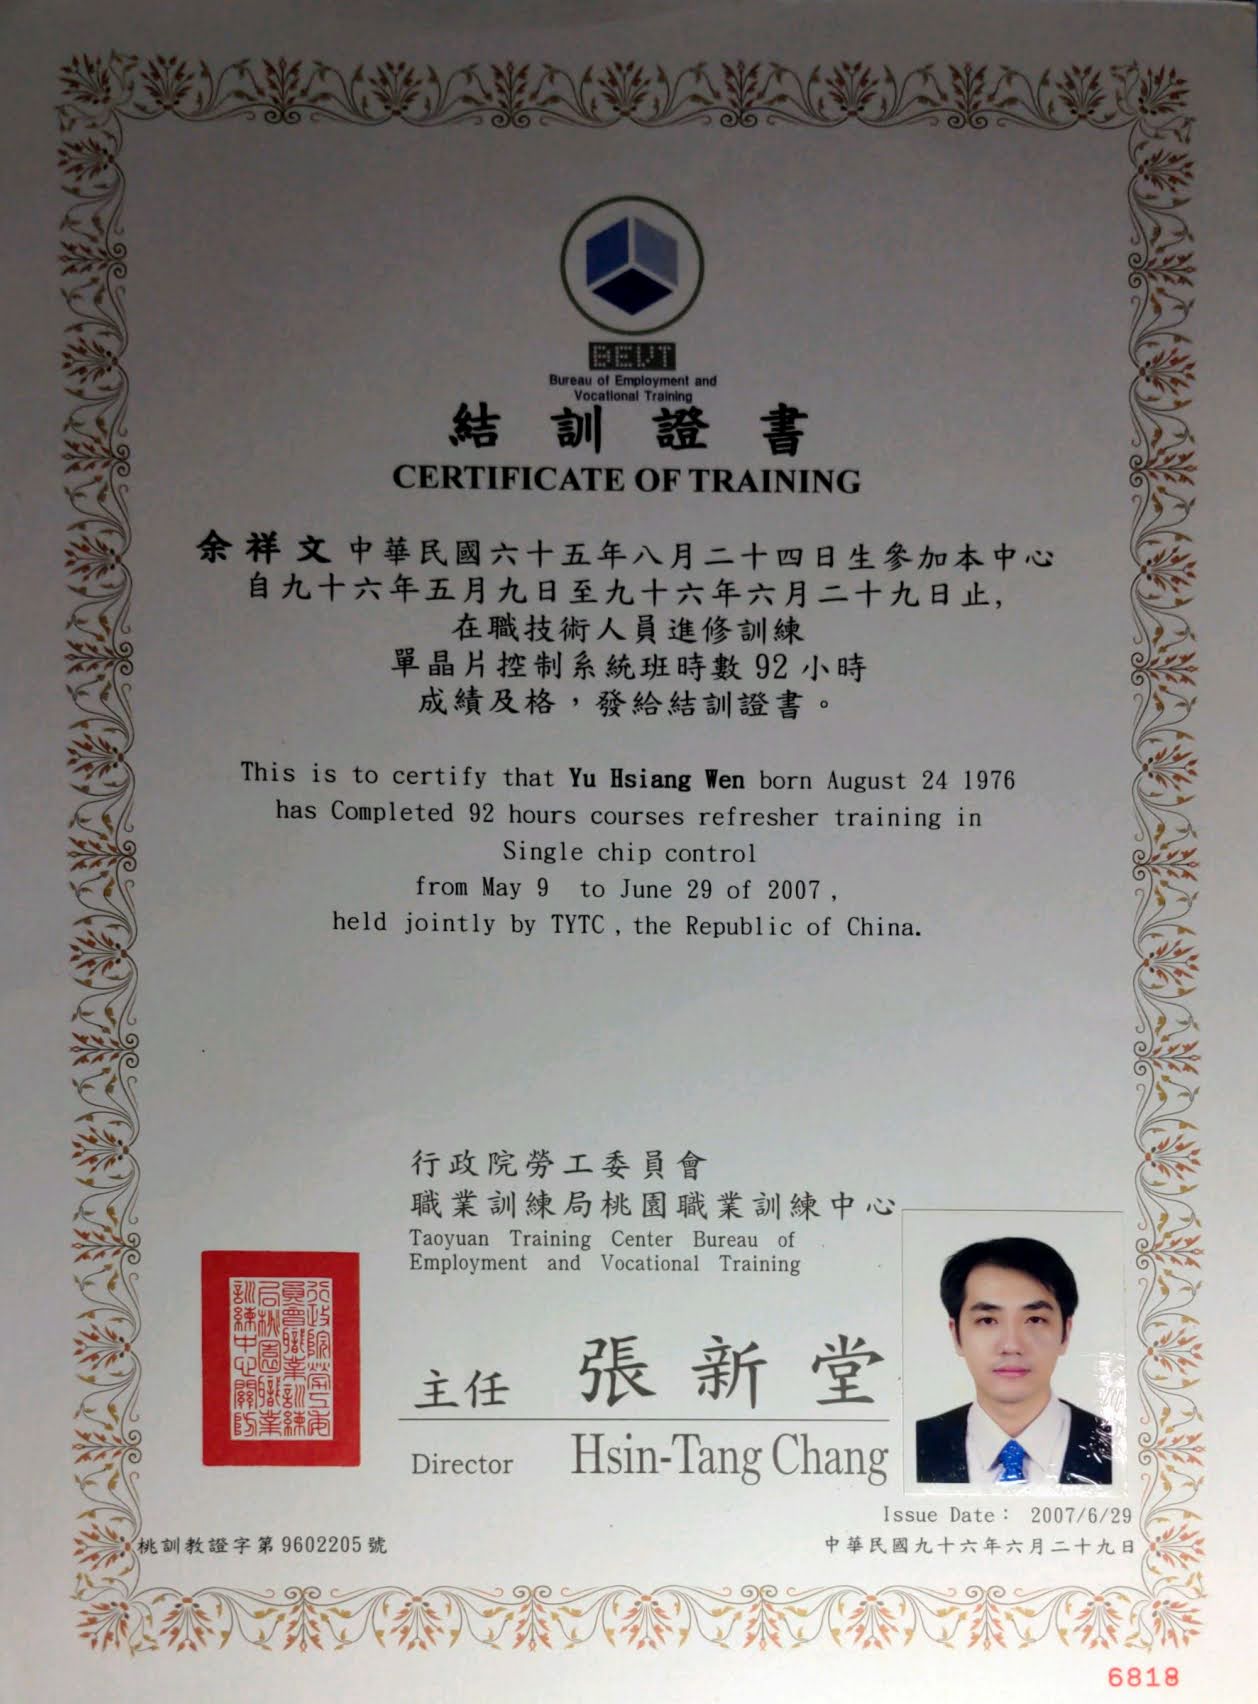 BEVT
Bureau of Employment and
Vocational Training
結訓證書
CERTIFICATE OF TRAINING
余祥文中華民國六十五年八月二十四日生參加本中心
自九十六年五月九日至九十六年六月二十九日止,
在職技術人員進修訓練
單晶片控制系統班時數 92 小時
成績及格，發給結訓證書。
This is to certify that Yu Hsiang Wen born August 24 1976
has Completed 92 hours courses refresher training in
Single chip control
from May 9 to June 29 of 2007 ,
held jointly by TYTC , the Republic of China.
行政院勞工委員會
職業訓練局桃園職業訓練中心
Taoyuan Training Center Bureau of
Employment and Vocational Training
行政院勞工委
員會職業訓練
局桃園職業
訓練中心關防
主任 張新堂
Director Hsin-Tang Chang
Issue Date： 2007/6/29
桃訓教證字第 9602205 號
中華民國九十六年六月二十九日
6818